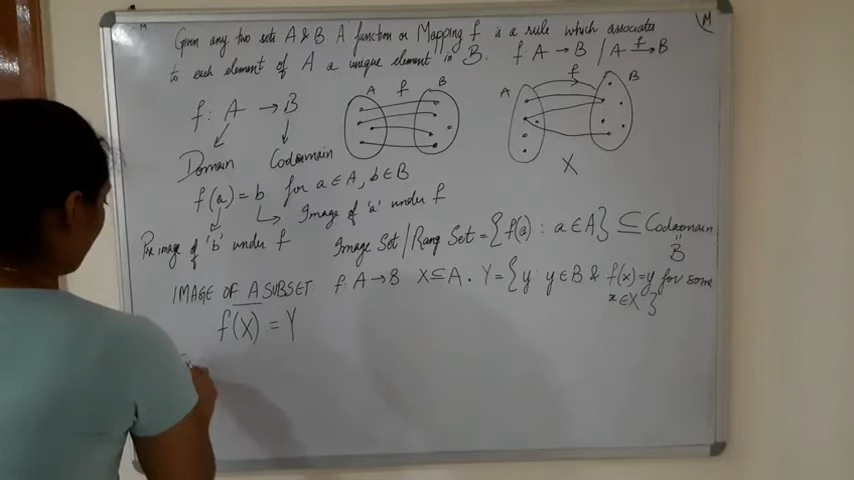 Given any two sets A & B A function or Mapping f is a rule which associates
to each element of A a unique element in B. f A → B / A f→ B
f: A → B
A f B
A f B
Domain Codomain
X
f(a) = b for a ∈ A, b ∈ B
Image of 'a' under f
Pre image of 'b' under f
Image Set / Rang Set = { f(a) : a ∈ A } ⊆ Codomain
=
B
IMAGE OF A SUBSET: f: A → B X ⊆ A. Y = { y : y ∈ B & f(x) = y for some
x ∈ X }
f(X) = Y